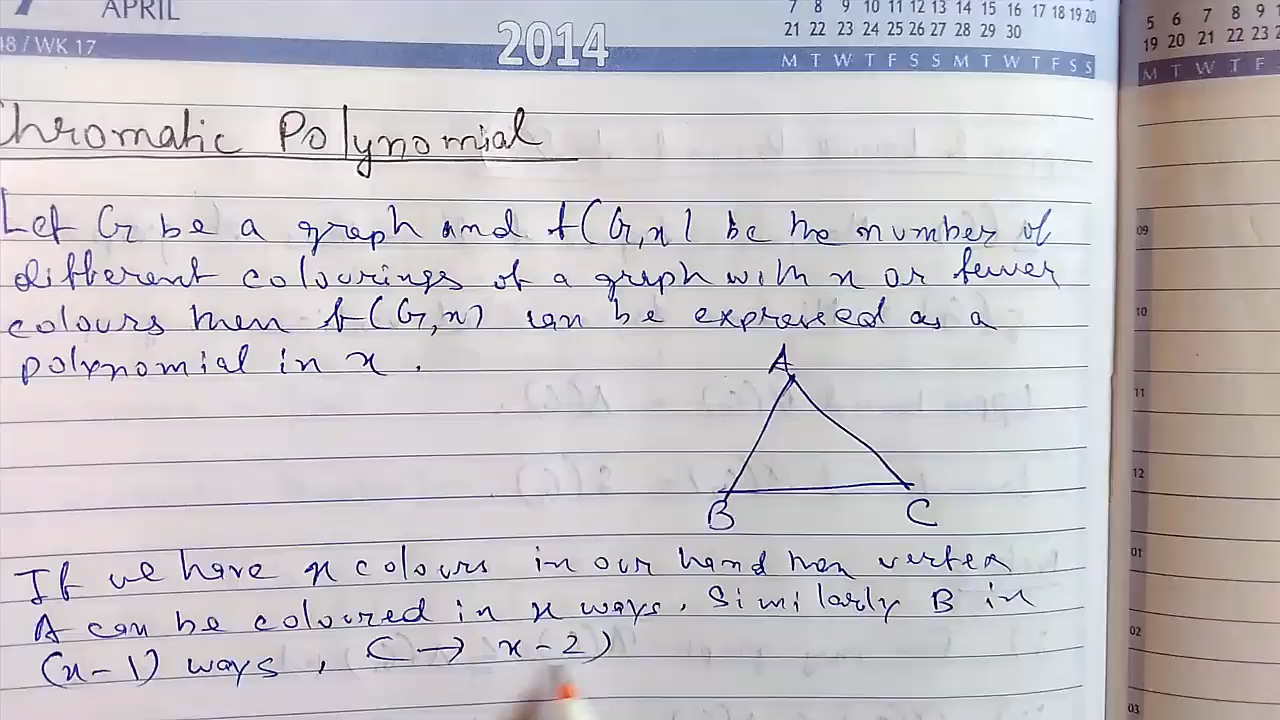 7 APRIL
18 / WK 17
2014
7 8 9 10 11 12 13 14 15 16 17 18 19 20
21 22 23 24 25 26 27 28 29 30
M T W T F S S M T W T F S S
5 6 7 8 9
19 20 21 22 23
M T W T F
Chromatic Polynomial
Let G be a graph and f(G,x) be the number of
different colourings of a graph with x or fewer
colours then f(G,x) can be expressed as a
polynomial in x.
A
B C
If we have x colours in our hand then vertex
A can be coloured in x ways. Similarly B in
(x-1) ways, C → x-2)
09
10
11
12
01
02
03